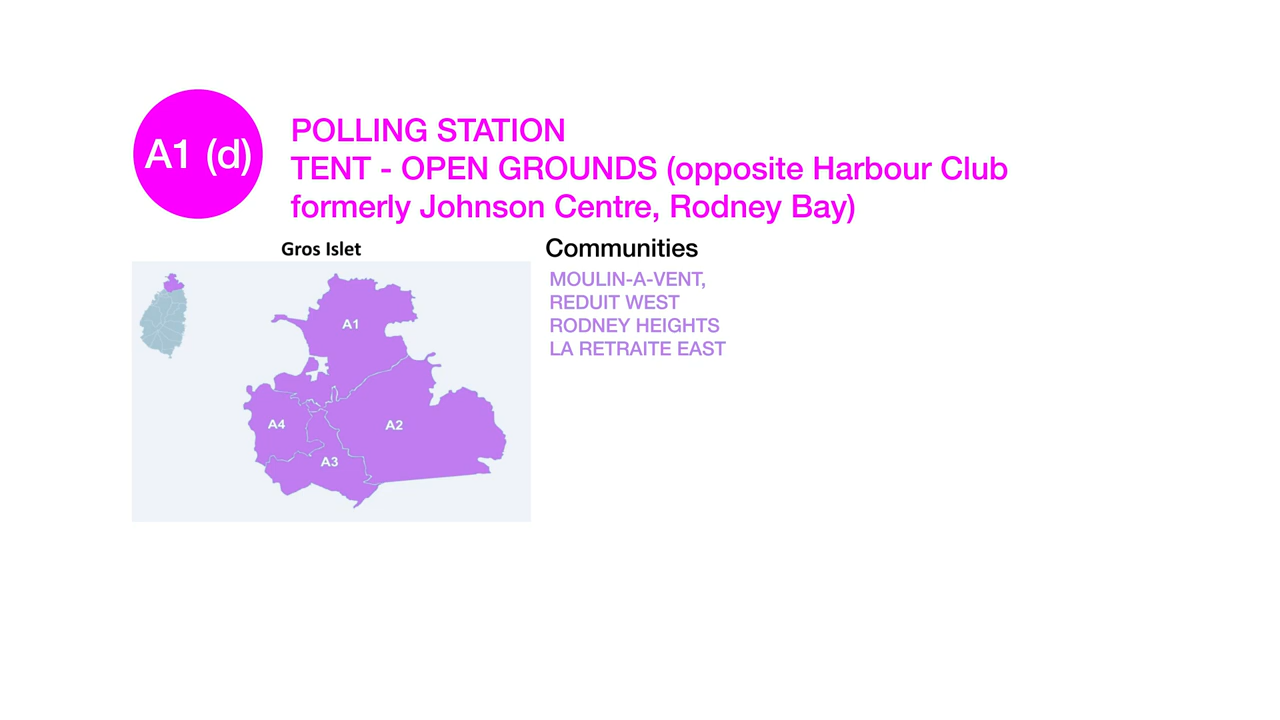 A1 (d)
POLLING STATION
TENT - OPEN GROUNDS (opposite Harbour Club
formerly Johnson Centre, Rodney Bay)
Gros Islet
A1
A4
A2
A3
Communities
MOULIN-A-VENT,
REDUIT WEST
RODNEY HEIGHTS
LA RETRAITE EAST